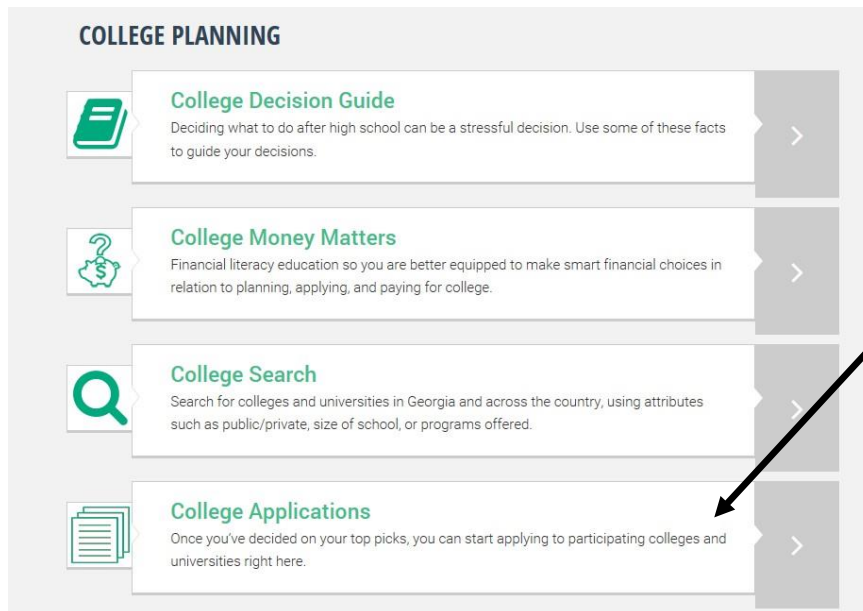 COLLEGE PLANNING
College Decision Guide
Deciding what to do after high school can be a stressful decision. Use some of these facts
to guide your decisions.
?
$
College Money Matters
Financial literacy education so you are better equipped to make smart financial choices in
relation to planning, applying, and paying for college.
College Search
Search for colleges and universities in Georgia and across the country, using attributes
such as public/private, size of school, or programs offered.
College Applications
Once you've decided on your top picks, you can start applying to participating colleges and
universities right here.